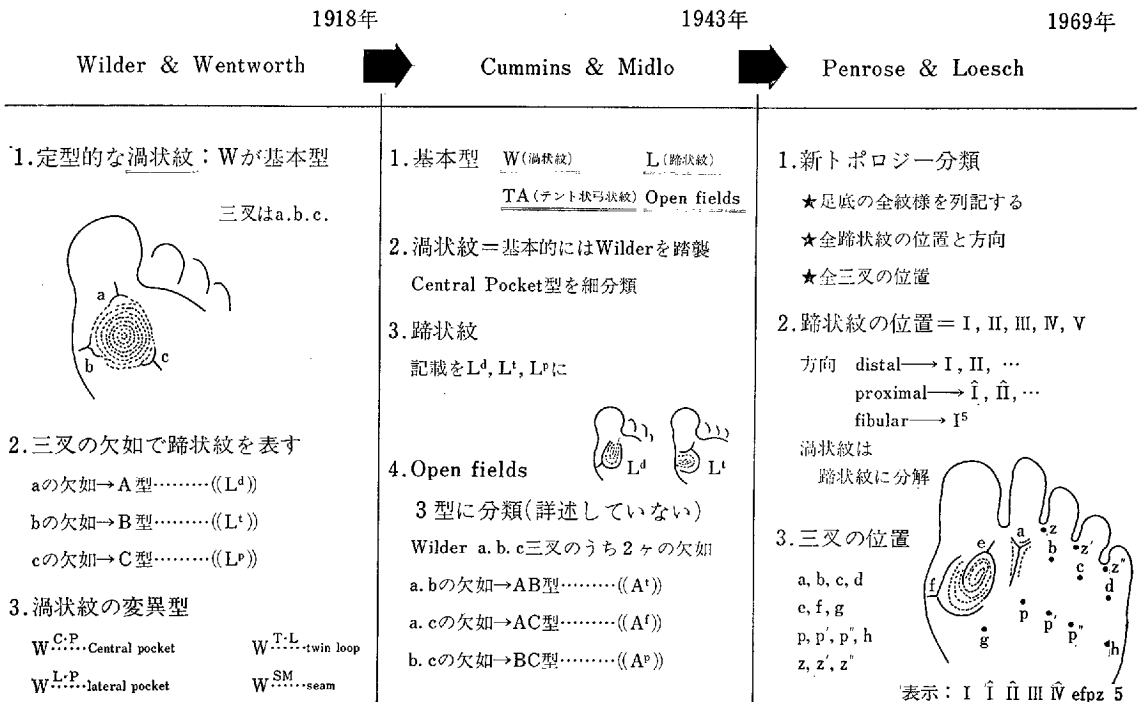 1918年
1943年
1969年
Wilder & Wentworth
Cummins & Midlo
Penrose & Loesch
1.定型的な渦状紋：Wが基本型
三叉はa.b.c.
a
b
c
2.三叉の欠如で蹄状紋を表す
aの欠如→A型………((Lᵈ))
bの欠如→B型………((Lᵗ))
cの欠如→C型………((Lᵖ))
3.渦状紋の変異型
W C·P ……Central pocket
W T·L ……twin loop
W L·P ……lateral pocket
W SM ……seam
1.基本型 W(渦状紋) L(蹄状紋)
TA(テント状弓状紋) Open fields
2.渦状紋＝基本的にはWilderを踏襲
Central Pocket型を細分類
3.蹄状紋
記載をLᵈ, Lᵗ, Lᵖに
Lᵈ
Lᵗ
4.Open fields
3型に分類(詳述していない)
Wilder a.b.c三叉のうち2ヶの欠如
a.bの欠如→AB型………((Aᵗ))
a.cの欠如→AC型………((Aᶠ))
b.cの欠如→BC型………((Aᵖ))
1.新トポロジー分類
★足底の全紋様を列記する
★全蹄状紋の位置と方向
★全三叉の位置
2.蹄状紋の位置＝I, II, III, IV, V
方向 distal→I, II, …
proximal→Î, ÎI, …
fibular→I⁵
渦状紋は
蹄状紋に分解
3.三叉の位置
a, b, c, d
e, f, g
p, p′, p″, h
z, z′, z″
a
z
e
b
z′
c
z″
f
d
p
p′
p″
g
h
表示： I Î ÎI III ÎV efpz 5